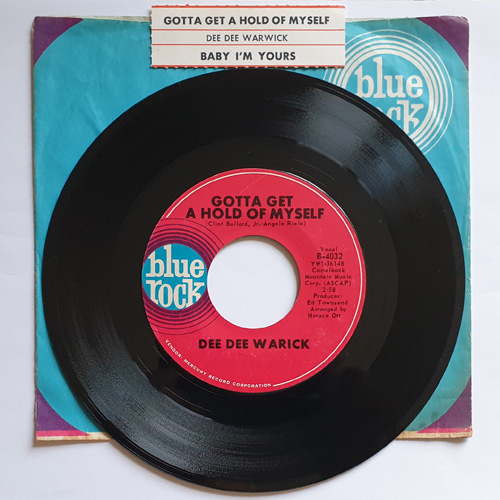 GOTTA GET A HOLD OF MYSELF
DEE DEE WARWICK
BABY I'M YOURS
blue
rock
GOTTA GET
A HOLD OF MYSELF
(Clint Ballard, Jr.-Angela Riela)
blue
rock
Vocal
B-4032
YW1-36148
Camelback
Mountain Music
Corp. (ASCAP)
2:58
Producer:
Ed Townsend
Arranged by
Horace Ott
DEE DEE WARICK
VENDOR: MERCURY RECORD CORPORATION